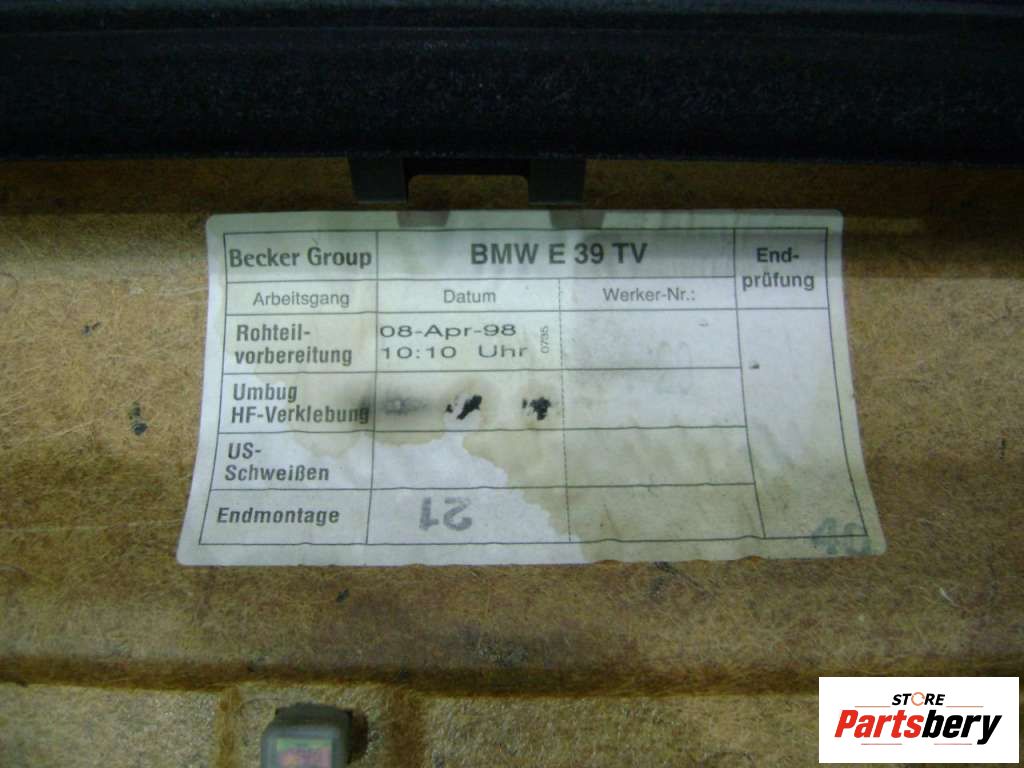 Becker Group
BMW E 39 TV
End-
prüfung
Arbeitsgang
Datum
Werker-Nr.:
Rohteil-
vorbereitung
08-Apr-98
10:10 Uhr
0735
Umbug
HF-Verklebung
US-
Schweißen
Endmontage
21
STORE
Partsbery